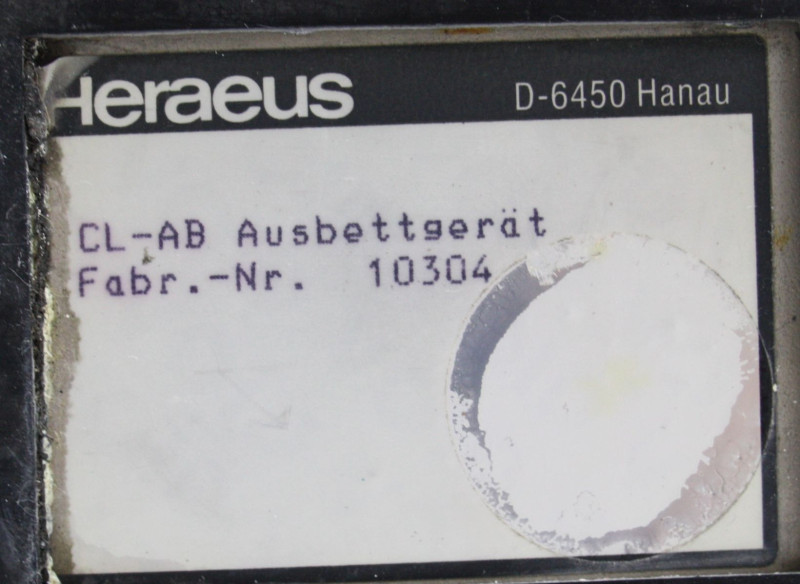 Heraeus D-6450 Hanau
CL-AB Ausbettgerät
Fabr.-Nr. 10304